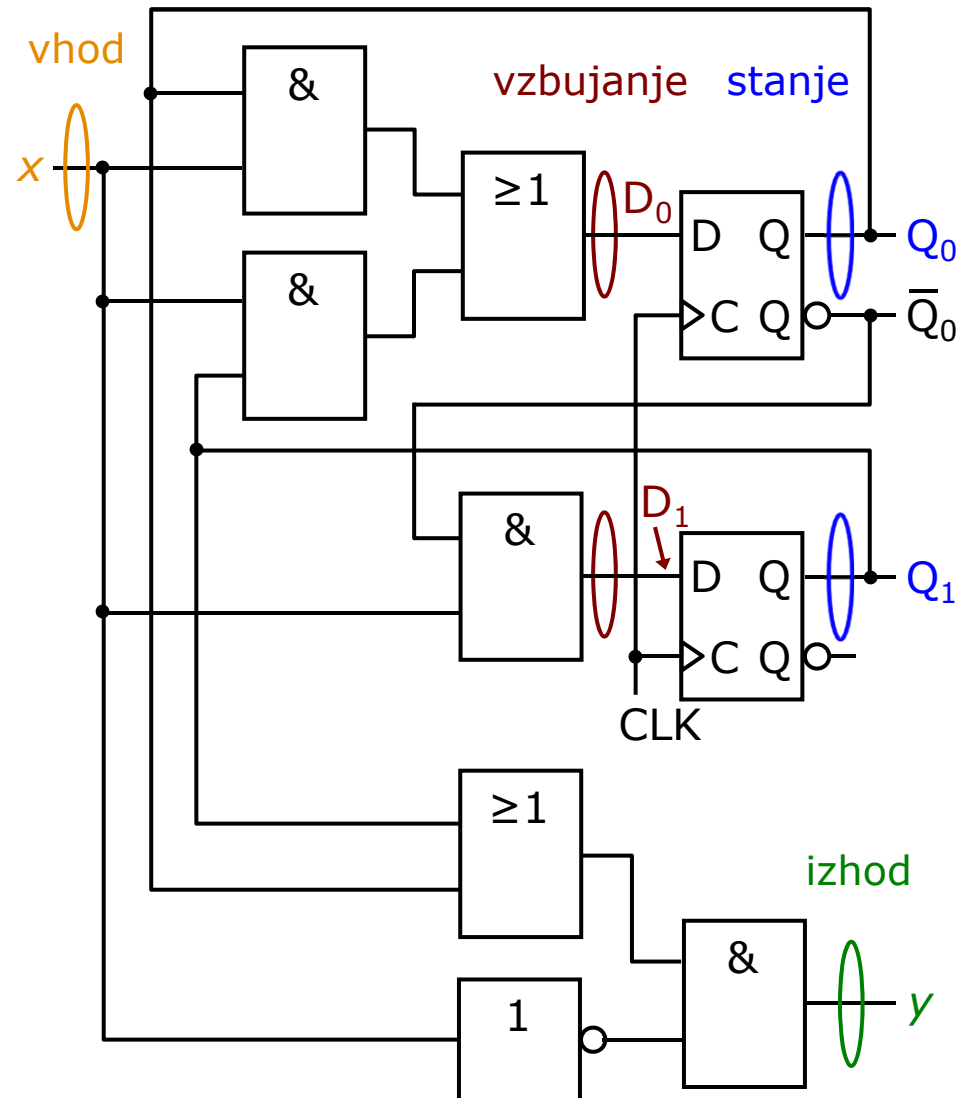 vhod
&
vzbujanje
stanje
x
≥1
D₀
D Q
Q₀
&
C Q
Q̅₀
&
D₁
D Q
Q₁
C Q
CLK
≥1
izhod
&
1
y